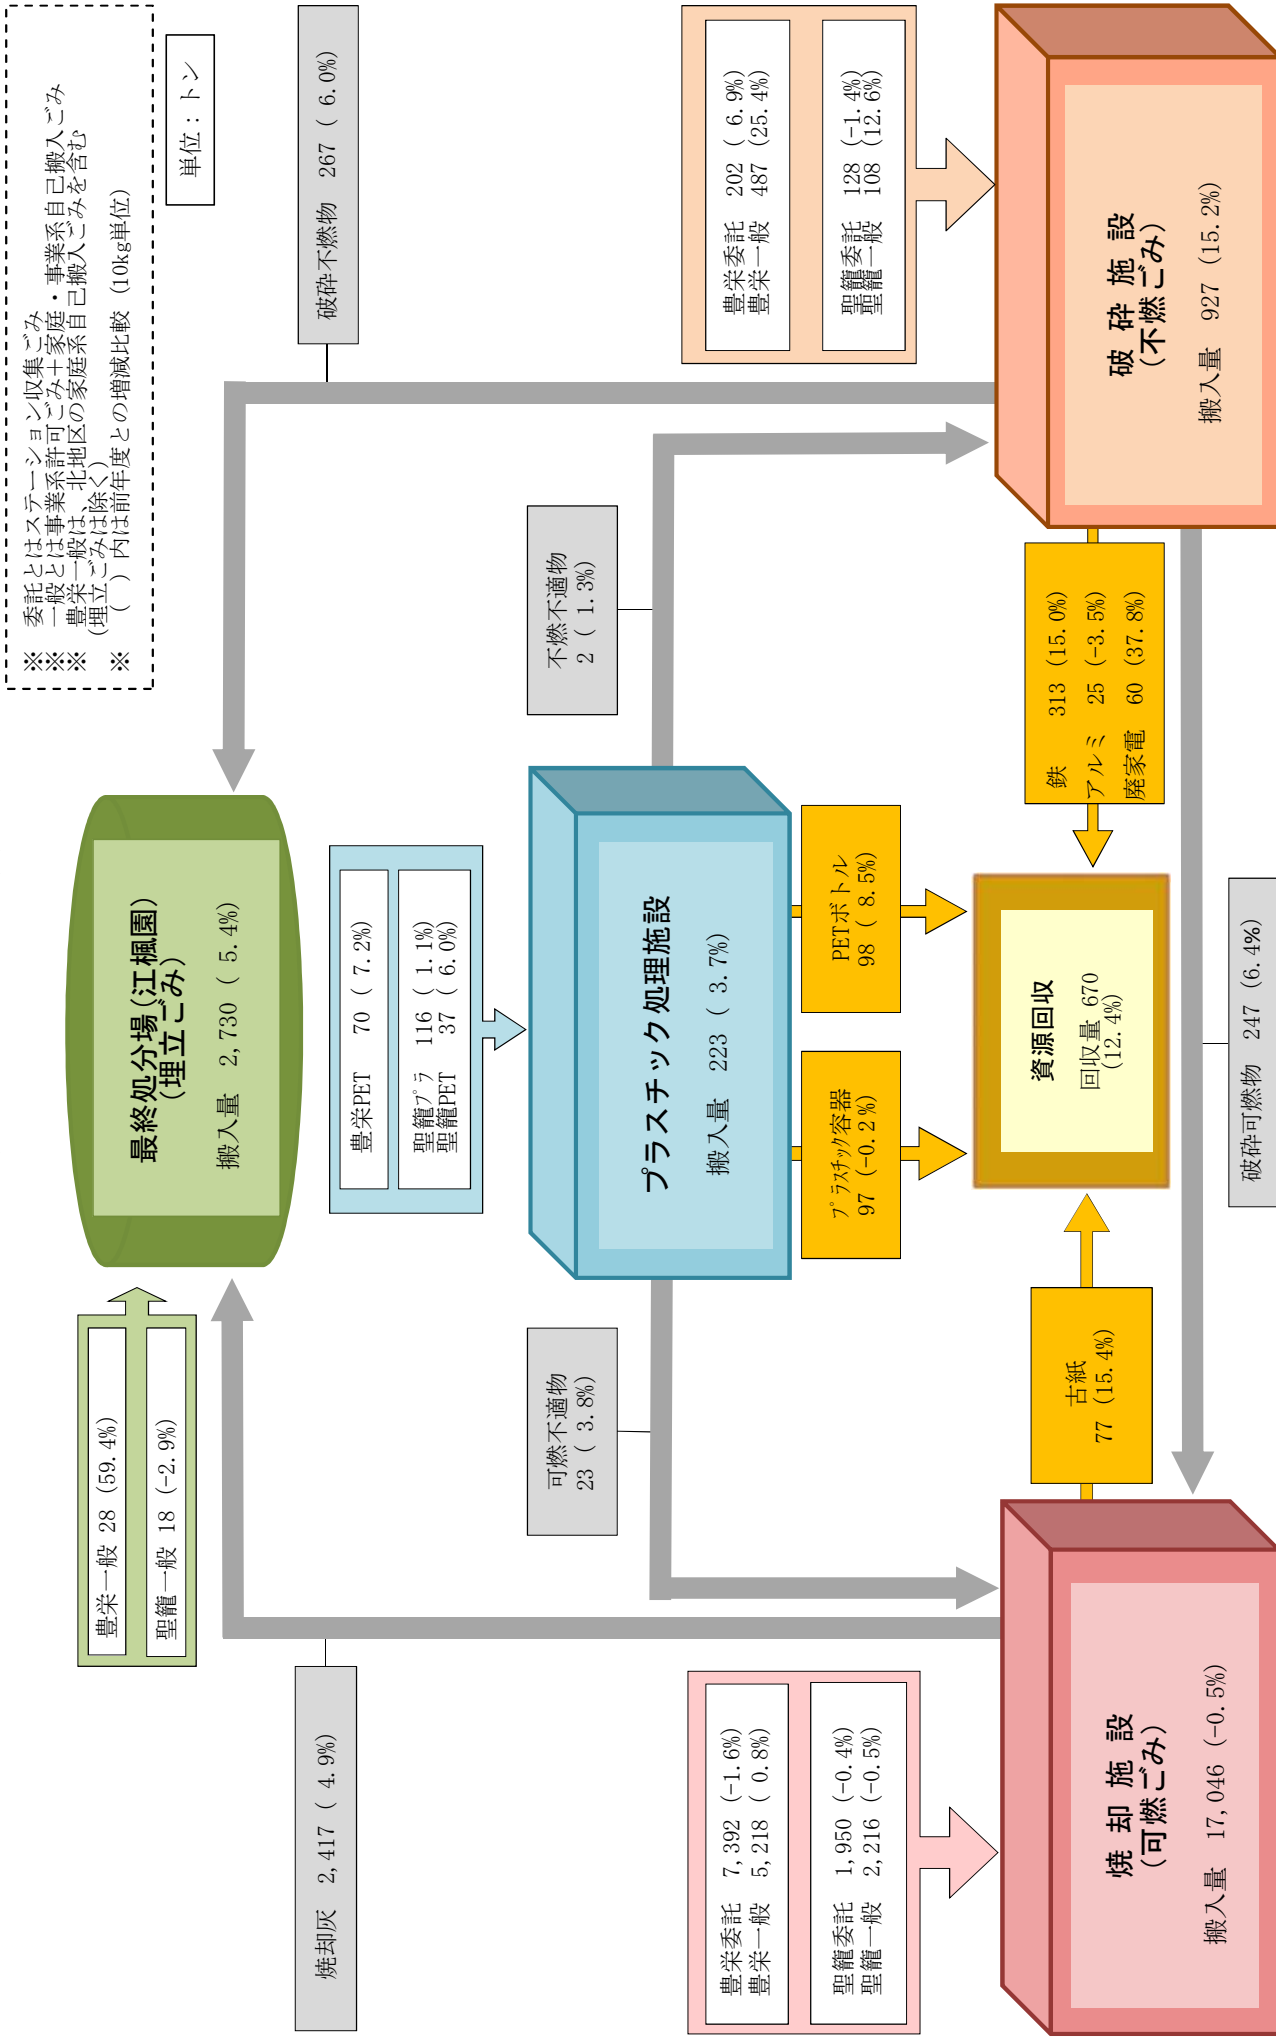 ※　委託とはステーション収集ごみ
※　一般とは事業系許可ごみ＋家庭・事業系自己搬入ごみ
※　豊栄一般は、北地区の家庭系自己搬入ごみを含む
(埋立ごみは除く)
※　（　）内は前年度との増減比較（10kg単位）
単位：トン
豊栄一般 28 (59.4%)
聖籠一般 18 (-2.9%)
最終処分場(江楓園)
(埋立ごみ)
搬入量　2,730 ( 5.4%)
焼却灰　2,417 ( 4.9%)
破砕不燃物　267 ( 6.0%)
豊栄PET　70 ( 7.2%)
聖籠プラ　116 ( 1.1%)
聖籠PET　37 ( 6.0%)
可燃不適物
23 ( 3.8%)
プラスチック処理施設
搬入量　223 ( 3.7%)
不燃不適物
2 ( 1.3%)
豊栄委託　7,392 (-1.6%)
豊栄一般　5,218 ( 0.8%)
聖籠委託　1,950 (-0.4%)
聖籠一般　2,216 (-0.5%)
プラスチック容器
97 (-0.2%)
PETボトル
98 ( 8.5%)
豊栄委託　202 ( 6.9%)
豊栄一般　487 (25.4%)
聖籠委託　128 (-1.4%)
聖籠一般　108 (12.6%)
焼 却 施 設
(可燃ごみ)
搬入量　17,046 (-0.5%)
古紙
77 (15.4%)
資源回収
回収量 670
(12.4%)
鉄　313 (15.0%)
アルミ　25 (-3.5%)
廃家電　60 (37.8%)
破 砕 施 設
(不燃ごみ)
搬入量　927 (15.2%)
破砕可燃物　247 (6.4%)